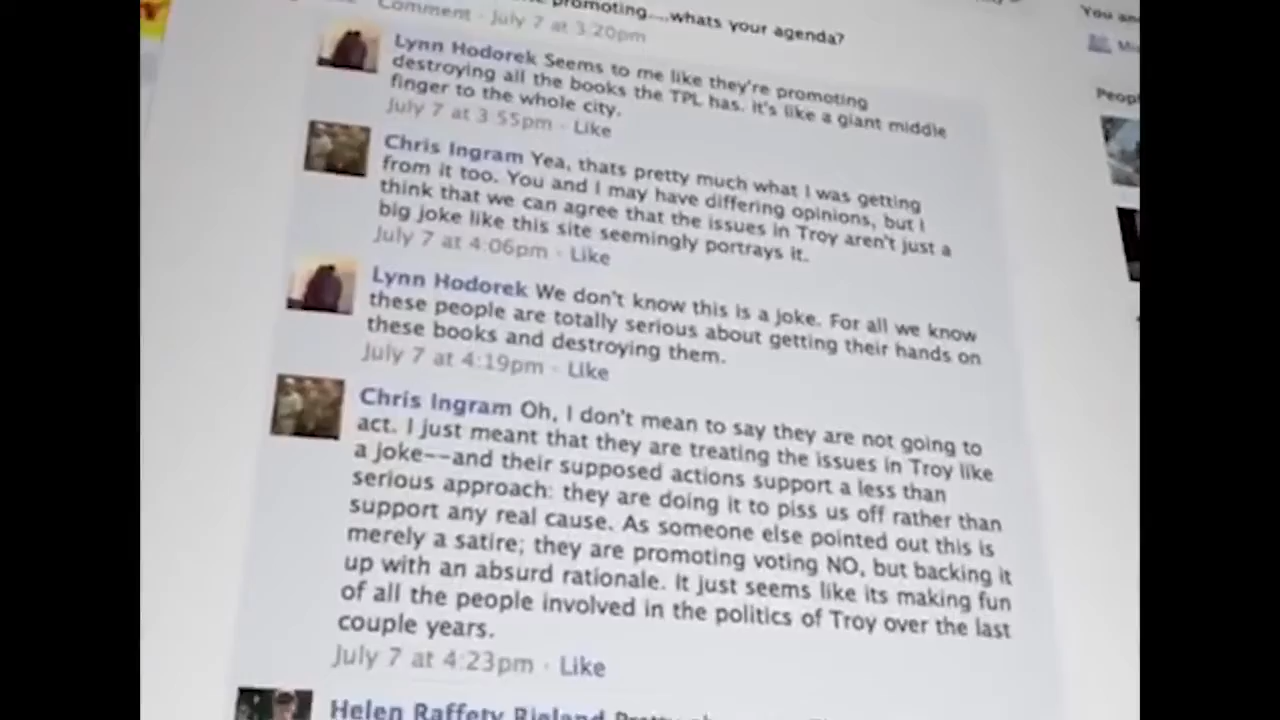 promoting....whats your agenda?
Comment · July 7 at 3:20pm
You
Lynn Hodorek Seems to me like they're promoting
destroying all the books the TPL has. It's like a giant middle
finger to the whole city.
July 7 at 3:55pm · Like
Chris Ingram Yea, thats pretty much what I was getting
from it too. You and I may have differing opinions, but I
think that we can agree that the issues in Troy aren't just a
big joke like this site seemingly portrays it.
July 7 at 4:06pm · Like
Lynn Hodorek We don't know this is a joke. For all we know
these people are totally serious about getting their hands on
these books and destroying them.
July 7 at 4:19pm · Like
Chris Ingram Oh, I don't mean to say they are not going to
act. I just meant that they are treating the issues in Troy like
a joke--and their supposed actions support a less than
serious approach: they are doing it to piss us off rather than
support any real cause. As someone else pointed out this is
merely a satire; they are promoting voting NO, but backing it
up with an absurd rationale. It just seems like its making fun
of all the people involved in the politics of Troy over the last
couple years.
July 7 at 4:23pm · Like
Helen Raffety